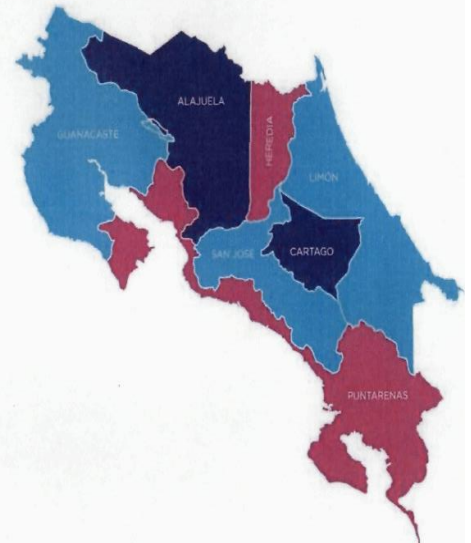 ALAJUELA
GUANACASTE
HEREDIA
LIMÓN
SAN JOSÉ
CARTAGO
PUNTARENAS